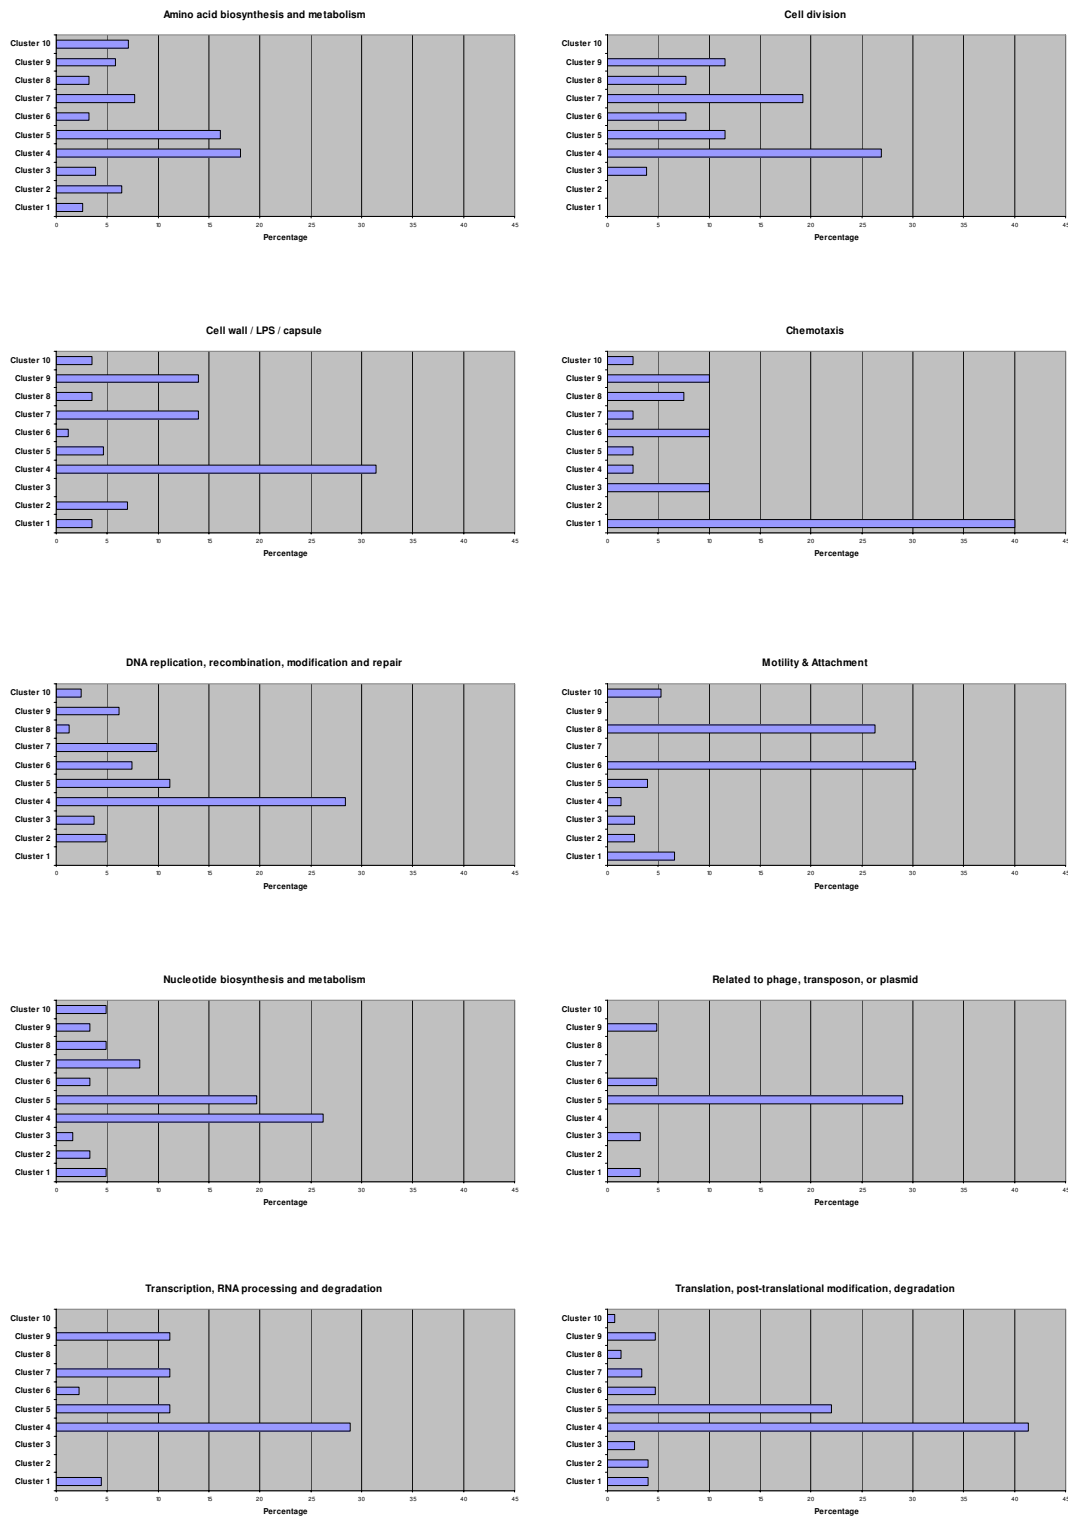 Amino acid biosynthesis and metabolism
Cluster 10
Cluster 9
Cluster 8
Cluster 7
Cluster 6
Cluster 5
Cluster 4
Cluster 3
Cluster 2
Cluster 1
0 5 10 15 20 25 30 35 40 45
Percentage
Cell division
Cluster 10
Cluster 9
Cluster 8
Cluster 7
Cluster 6
Cluster 5
Cluster 4
Cluster 3
Cluster 2
Cluster 1
0 5 10 15 20 25 30 35 40 45
Percentage
Cell wall / LPS / capsule
Cluster 10
Cluster 9
Cluster 8
Cluster 7
Cluster 6
Cluster 5
Cluster 4
Cluster 3
Cluster 2
Cluster 1
0 5 10 15 20 25 30 35 40 45
Percentage
Chemotaxis
Cluster 10
Cluster 9
Cluster 8
Cluster 7
Cluster 6
Cluster 5
Cluster 4
Cluster 3
Cluster 2
Cluster 1
0 5 10 15 20 25 30 35 40 45
Percentage
DNA replication, recombination, modification and repair
Cluster 10
Cluster 9
Cluster 8
Cluster 7
Cluster 6
Cluster 5
Cluster 4
Cluster 3
Cluster 2
Cluster 1
0 5 10 15 20 25 30 35 40 45
Percentage
Motility & Attachment
Cluster 10
Cluster 9
Cluster 8
Cluster 7
Cluster 6
Cluster 5
Cluster 4
Cluster 3
Cluster 2
Cluster 1
0 5 10 15 20 25 30 35 40 45
Percentage
Nucleotide biosynthesis and metabolism
Cluster 10
Cluster 9
Cluster 8
Cluster 7
Cluster 6
Cluster 5
Cluster 4
Cluster 3
Cluster 2
Cluster 1
0 5 10 15 20 25 30 35 40 45
Percentage
Related to phage, transposon, or plasmid
Cluster 10
Cluster 9
Cluster 8
Cluster 7
Cluster 6
Cluster 5
Cluster 4
Cluster 3
Cluster 2
Cluster 1
0 5 10 15 20 25 30 35 40 45
Percentage
Transcription, RNA processing and degradation
Cluster 10
Cluster 9
Cluster 8
Cluster 7
Cluster 6
Cluster 5
Cluster 4
Cluster 3
Cluster 2
Cluster 1
0 5 10 15 20 25 30 35 40 45
Percentage
Translation, post-translational modification, degradation
Cluster 10
Cluster 9
Cluster 8
Cluster 7
Cluster 6
Cluster 5
Cluster 4
Cluster 3
Cluster 2
Cluster 1
0 5 10 15 20 25 30 35 40 45
Percentage